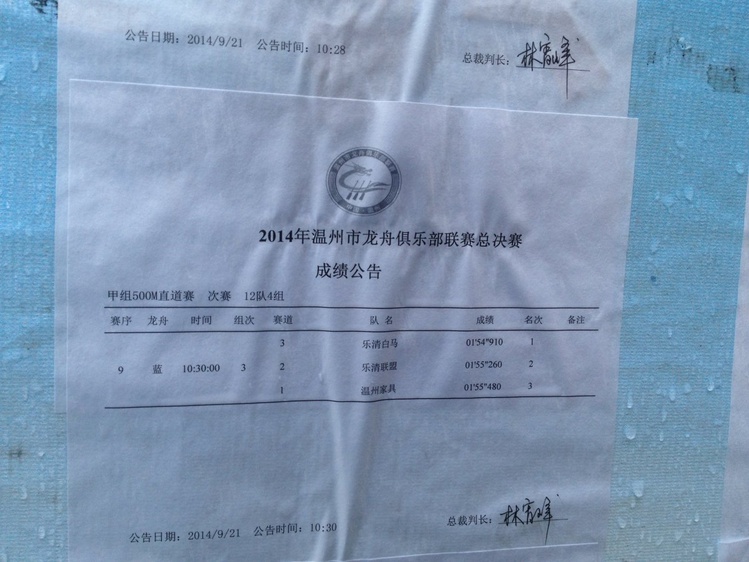 公告日期：2014/9/21 公告时间：10:28 总裁判长：
2014年温州市龙舟俱乐部联赛总决赛
成绩公告
甲组500M直道赛 次赛 12队4组
赛序 龙舟 时间 组次 赛道 队 名 成绩 名次 备注
3 乐清白马 01'54"910 1
9 蓝 10:30:00 3 2 乐清联盟 01'55"260 2
1 温州家具 01'55"480 3
公告日期：2014/9/21 公告时间：10:30 总裁判长：